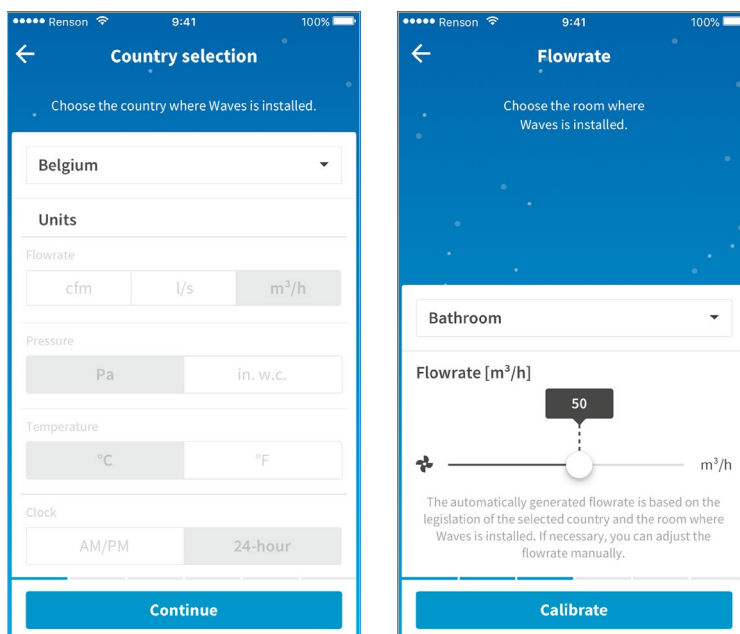 Renson 9:41 100%
Country selection
Choose the country where Waves is installed.
Belgium
Units
Flowrate
cfm l/s m³/h
Pressure
Pa in. w.c.
Temperature
°C °F
Clock
AM/PM 24-hour
Continue
Renson 9:41 100%
Flowrate
Choose the room where
Waves is installed.
Bathroom
Flowrate [m³/h]
50
m³/h
The automatically generated flowrate is based on the
legislation of the selected country and the room where
Waves is installed. If necessary, you can adjust the
flowrate manually.
Calibrate